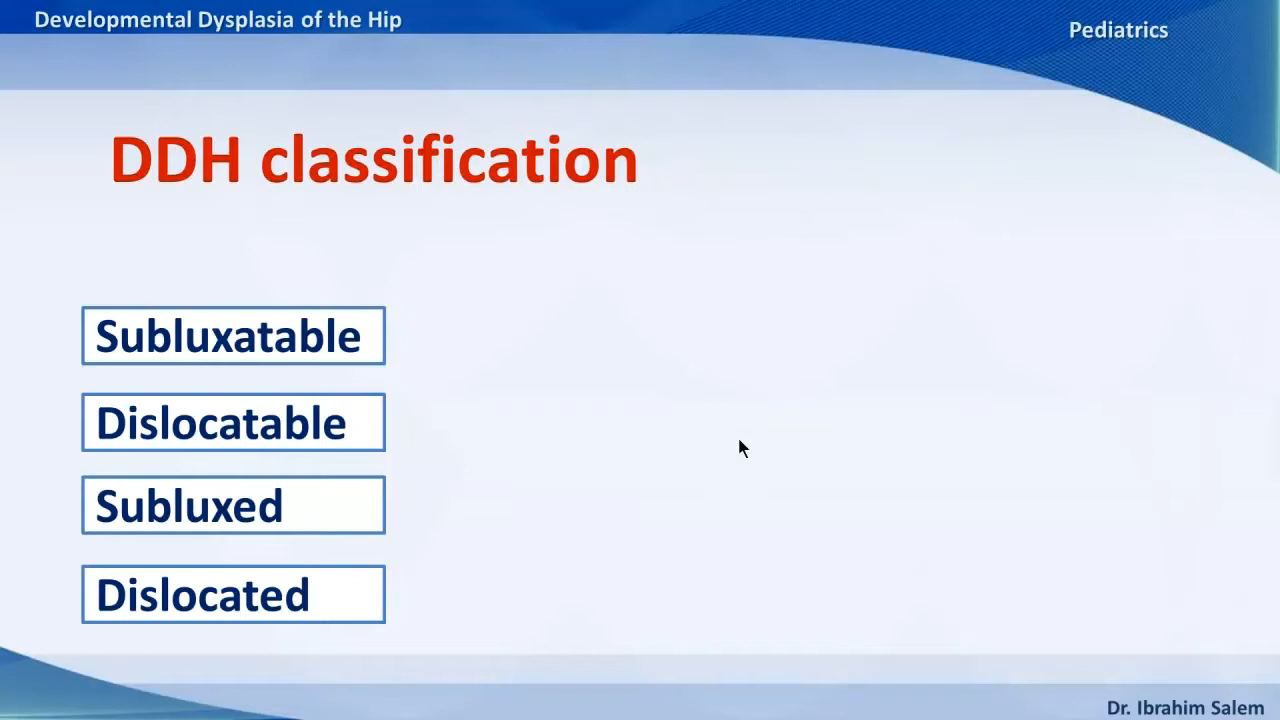 Developmental Dysplasia of the Hip
Pediatrics
DDH classification
Subluxatable
Dislocatable
Subluxed
Dislocated
Dr. Ibrahim Salem